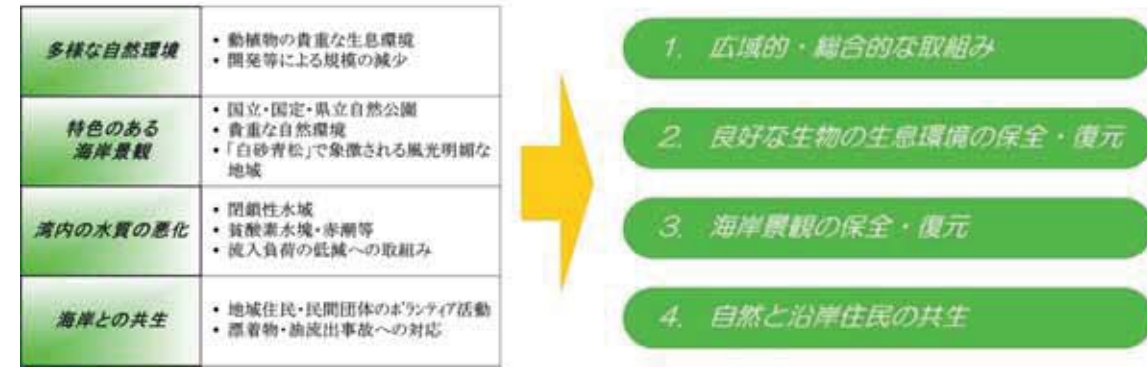 多様な自然環境
• 動植物の貴重な生息環境
• 開発等による規模の減少
特色のある
海岸景観
• 国立・国定・県立自然公園
• 貴重な自然環境
• 「白砂青松」で象徴される風光明媚な
地域
湾内の水質の悪化
• 閉鎖性水域
• 貧酸素水塊・赤潮等
• 流入負荷の低減への取組み
海岸との共生
• 地域住民・民間団体のボランティア活動
• 漂着物・油流出事故への対応
1. 広域的・総合的な取組み
2. 良好な生物の生息環境の保全・復元
3. 海岸景観の保全・復元
4. 自然と沿岸住民の共生